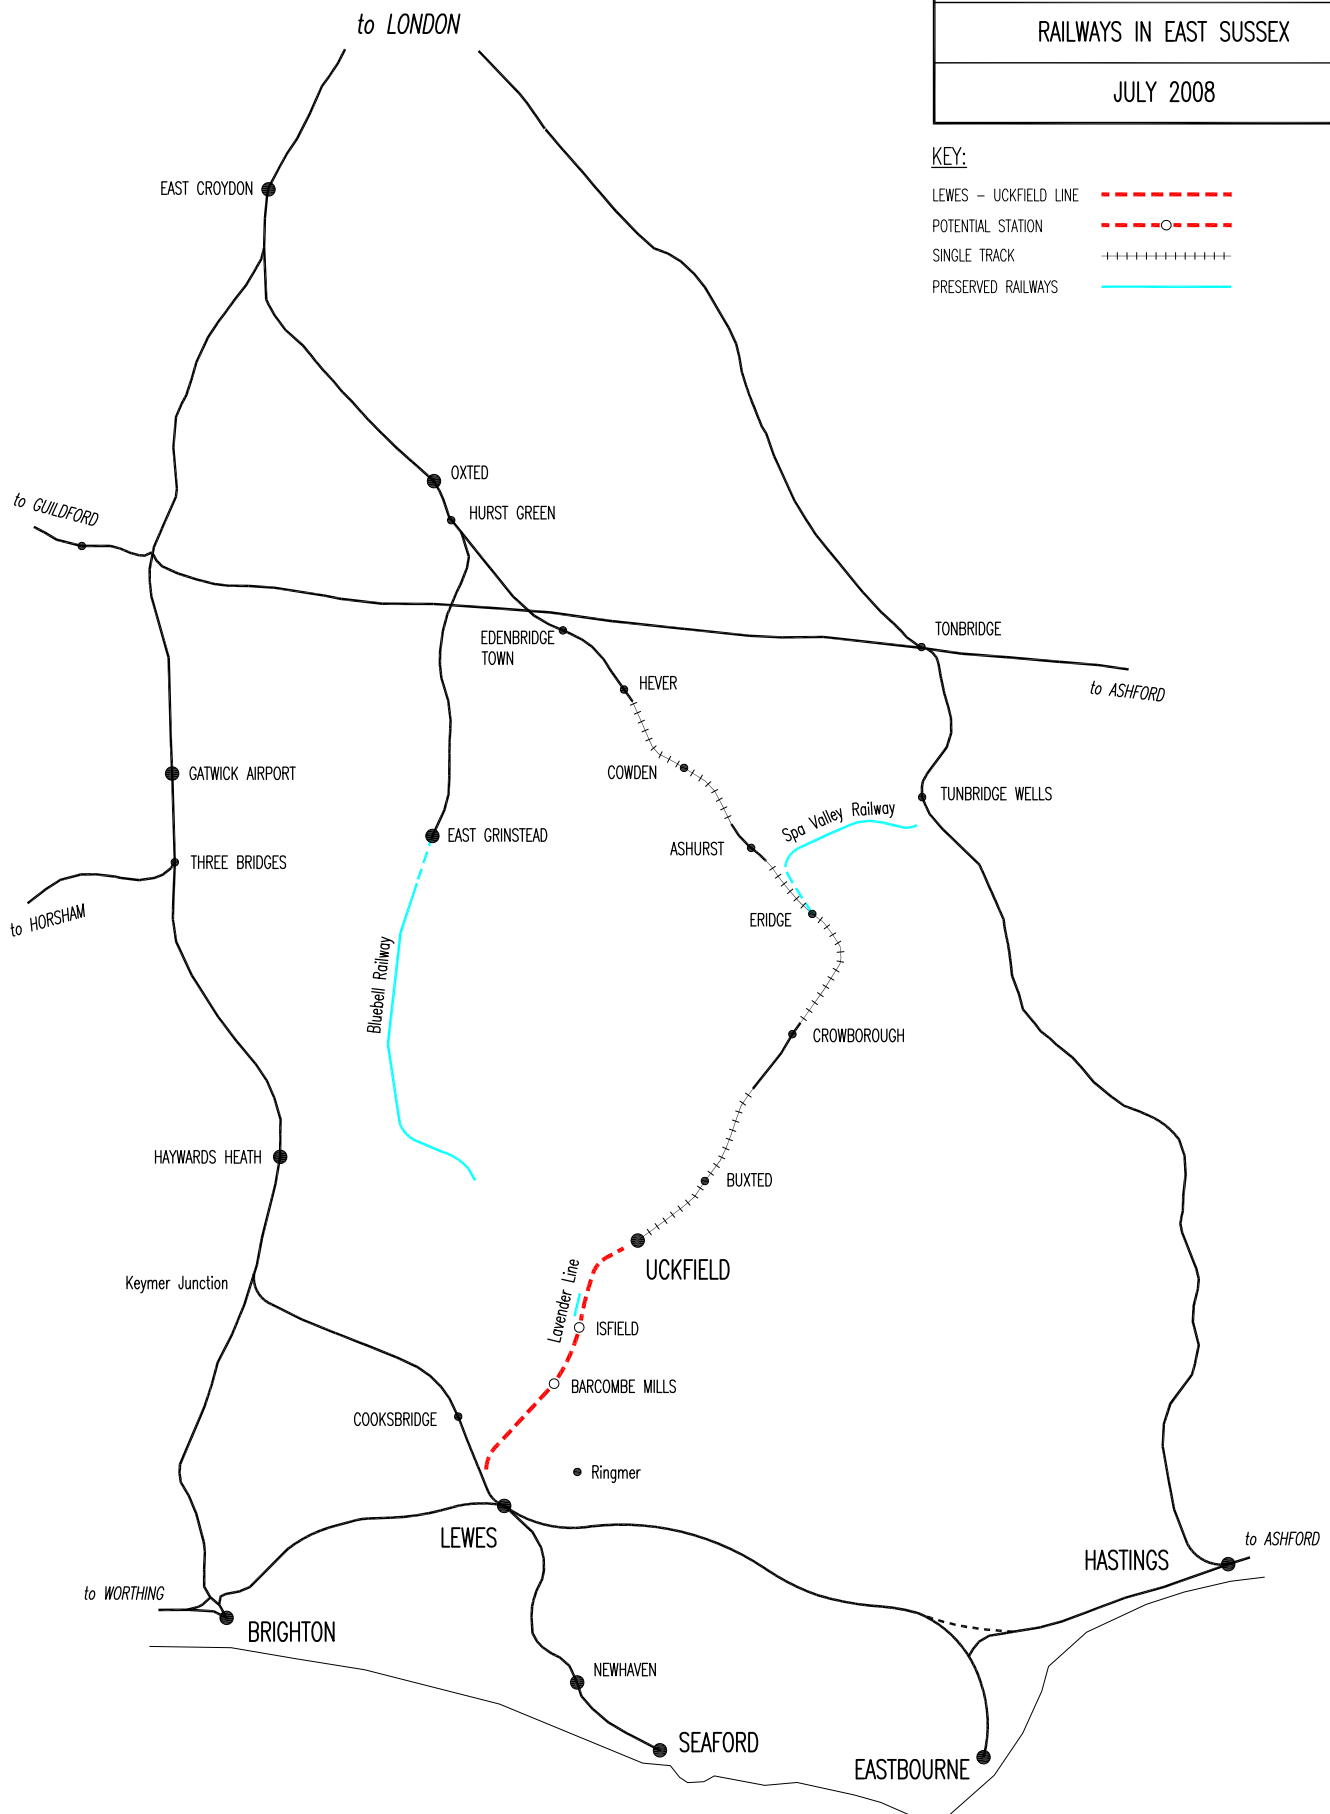 to LONDON
RAILWAYS IN EAST SUSSEX
JULY 2008
KEY:
LEWES - UCKFIELD LINE
POTENTIAL STATION
SINGLE TRACK
PRESERVED RAILWAYS
EAST CROYDON
OXTED
HURST GREEN
to GUILDFORD
EDENBRIDGE
TOWN
TONBRIDGE
HEVER
to ASHFORD
COWDEN
GATWICK AIRPORT
TUNBRIDGE WELLS
Spa Valley Railway
EAST GRINSTEAD
ASHURST
THREE BRIDGES
to HORSHAM
ERIDGE
Bluebell Railway
CROWBOROUGH
HAYWARDS HEATH
BUXTED
UCKFIELD
Keymer Junction
Lavender Line
ISFIELD
BARCOMBE MILLS
COOKSBRIDGE
Ringmer
LEWES
to ASHFORD
HASTINGS
to WORTHING
BRIGHTON
NEWHAVEN
SEAFORD
EASTBOURNE